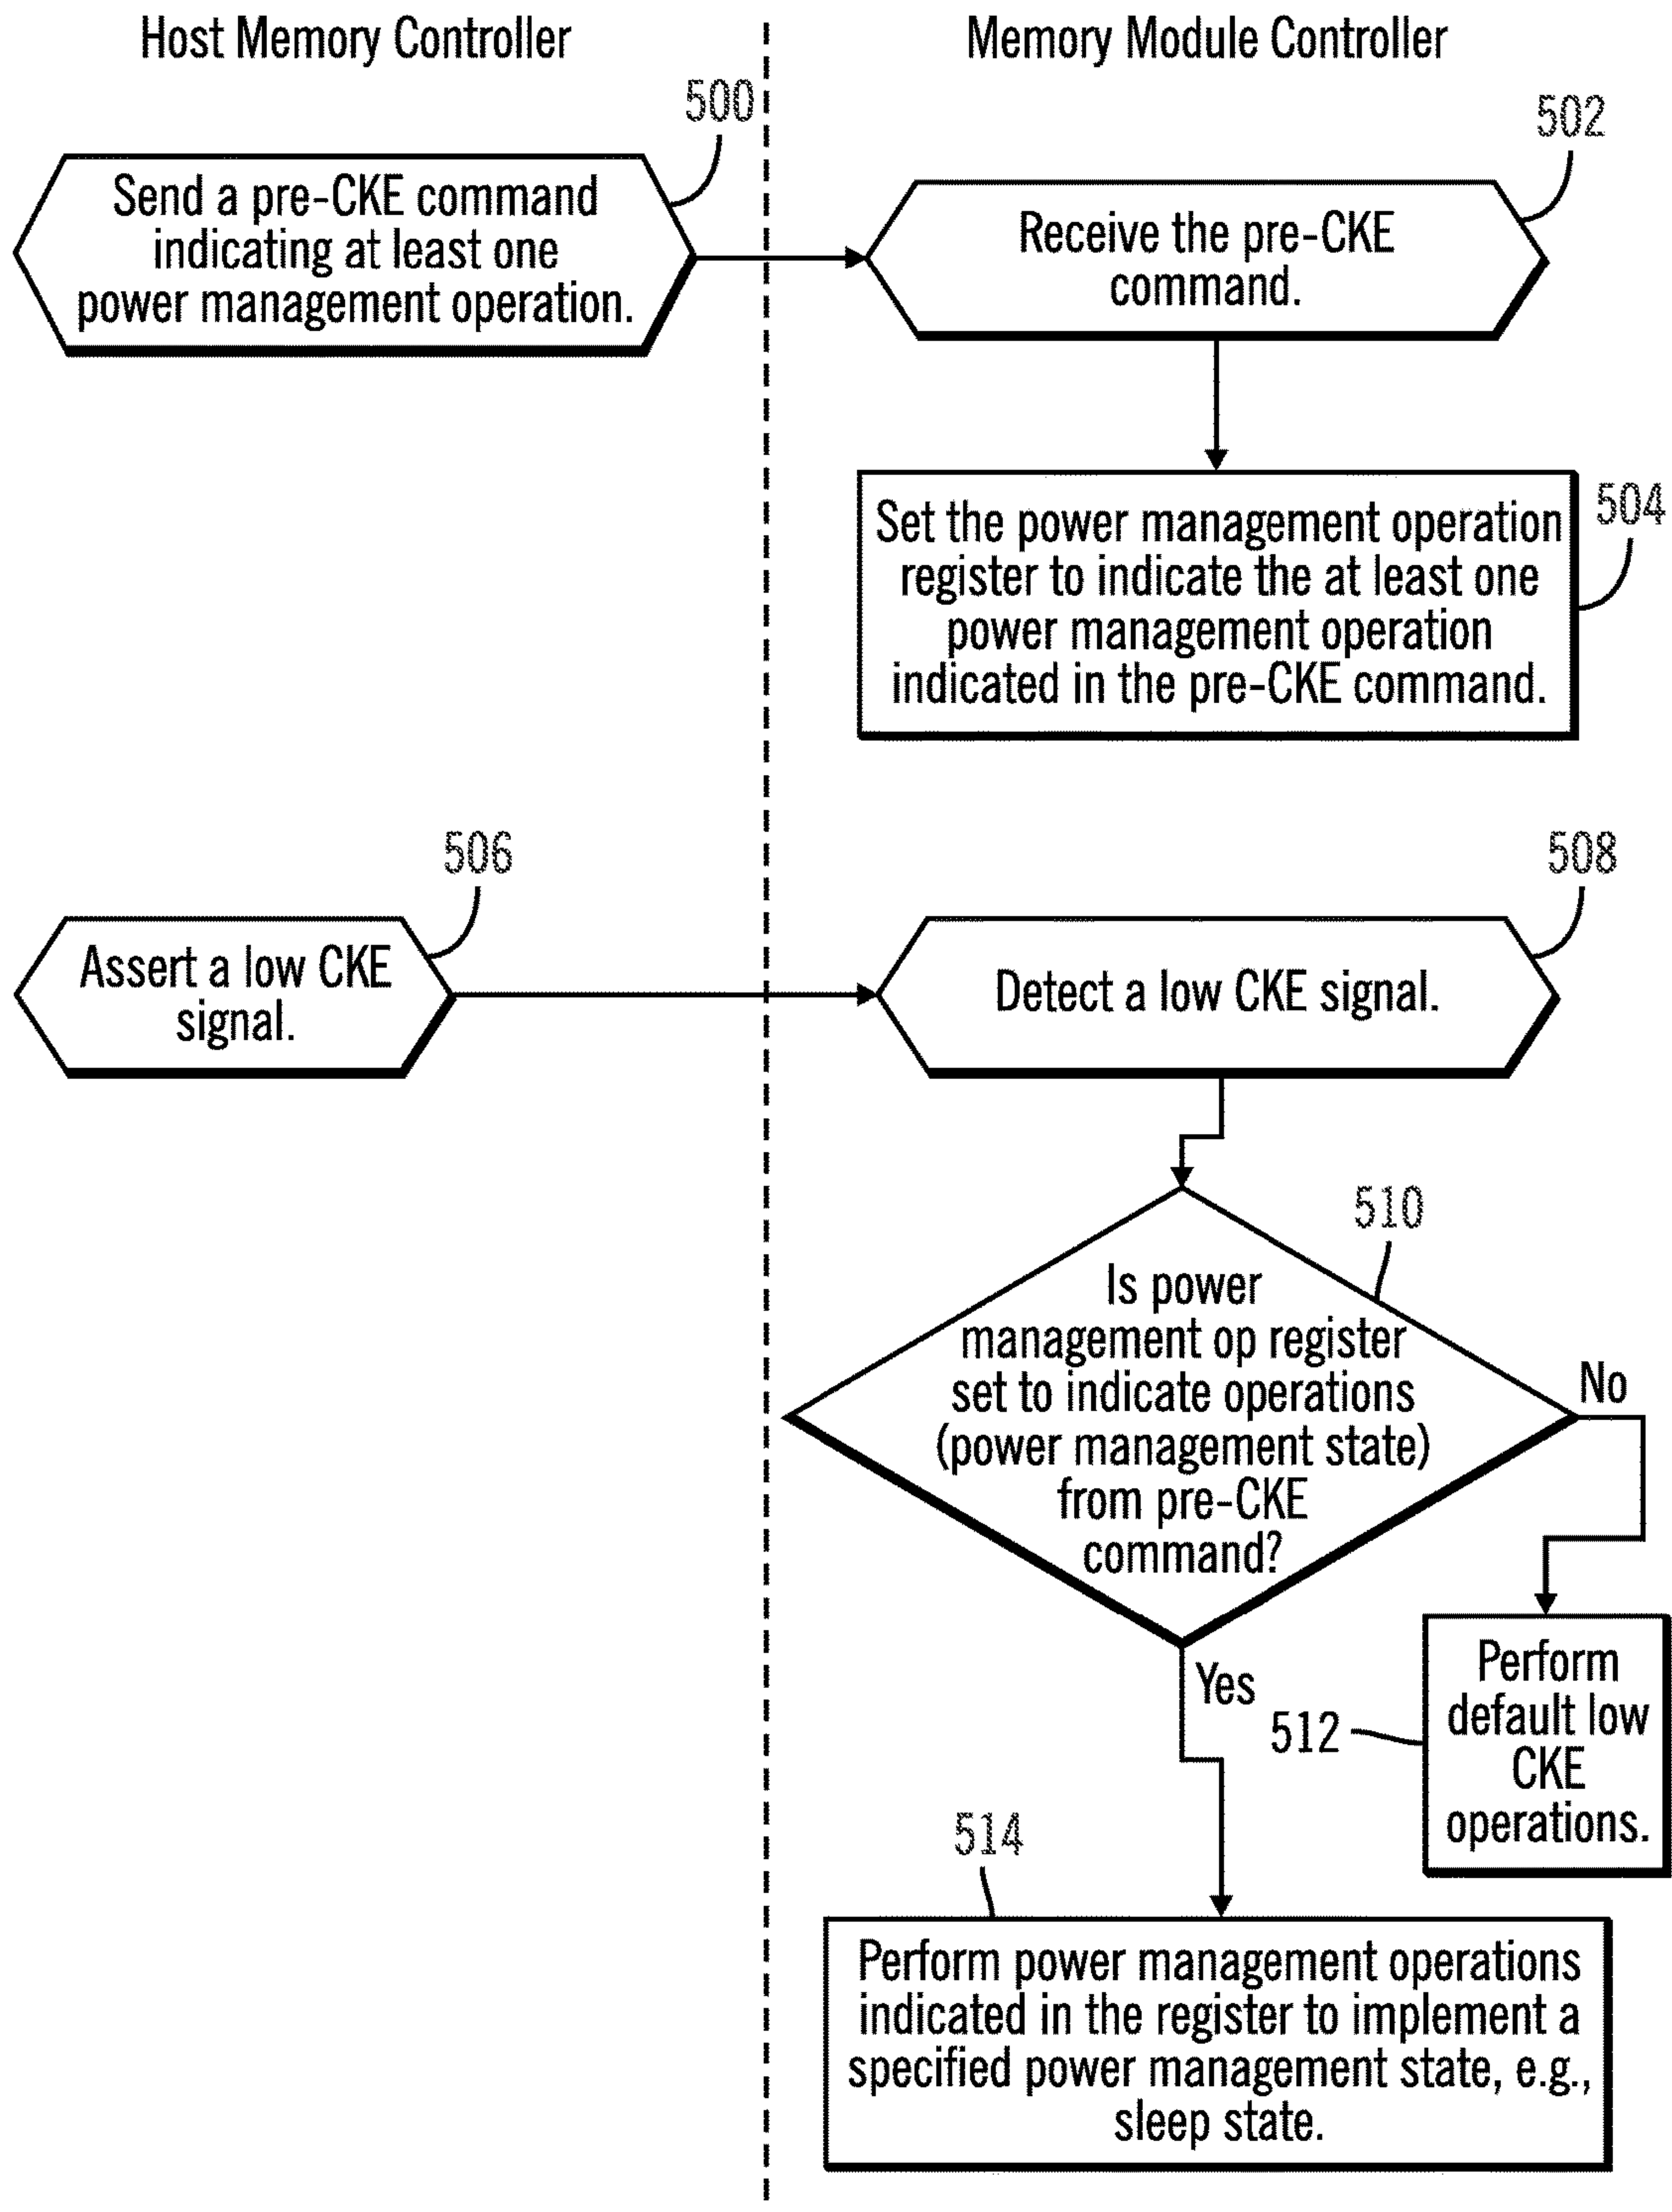 Host Memory Controller
Memory Module Controller
500
502
Send a pre-CKE command
indicating at least one
power management operation.
Receive the pre-CKE
command.
504
Set the power management operation
register to indicate the at least one
power management operation
indicated in the pre-CKE command.
506
508
Assert a low CKE
signal.
Detect a low CKE signal.
510
Is power
management op register
set to indicate operations
(power management state)
from pre-CKE
command?
No
Yes
512
Perform
default low
CKE
operations.
514
Perform power management operations
indicated in the register to implement a
specified power management state, e.g.,
sleep state.